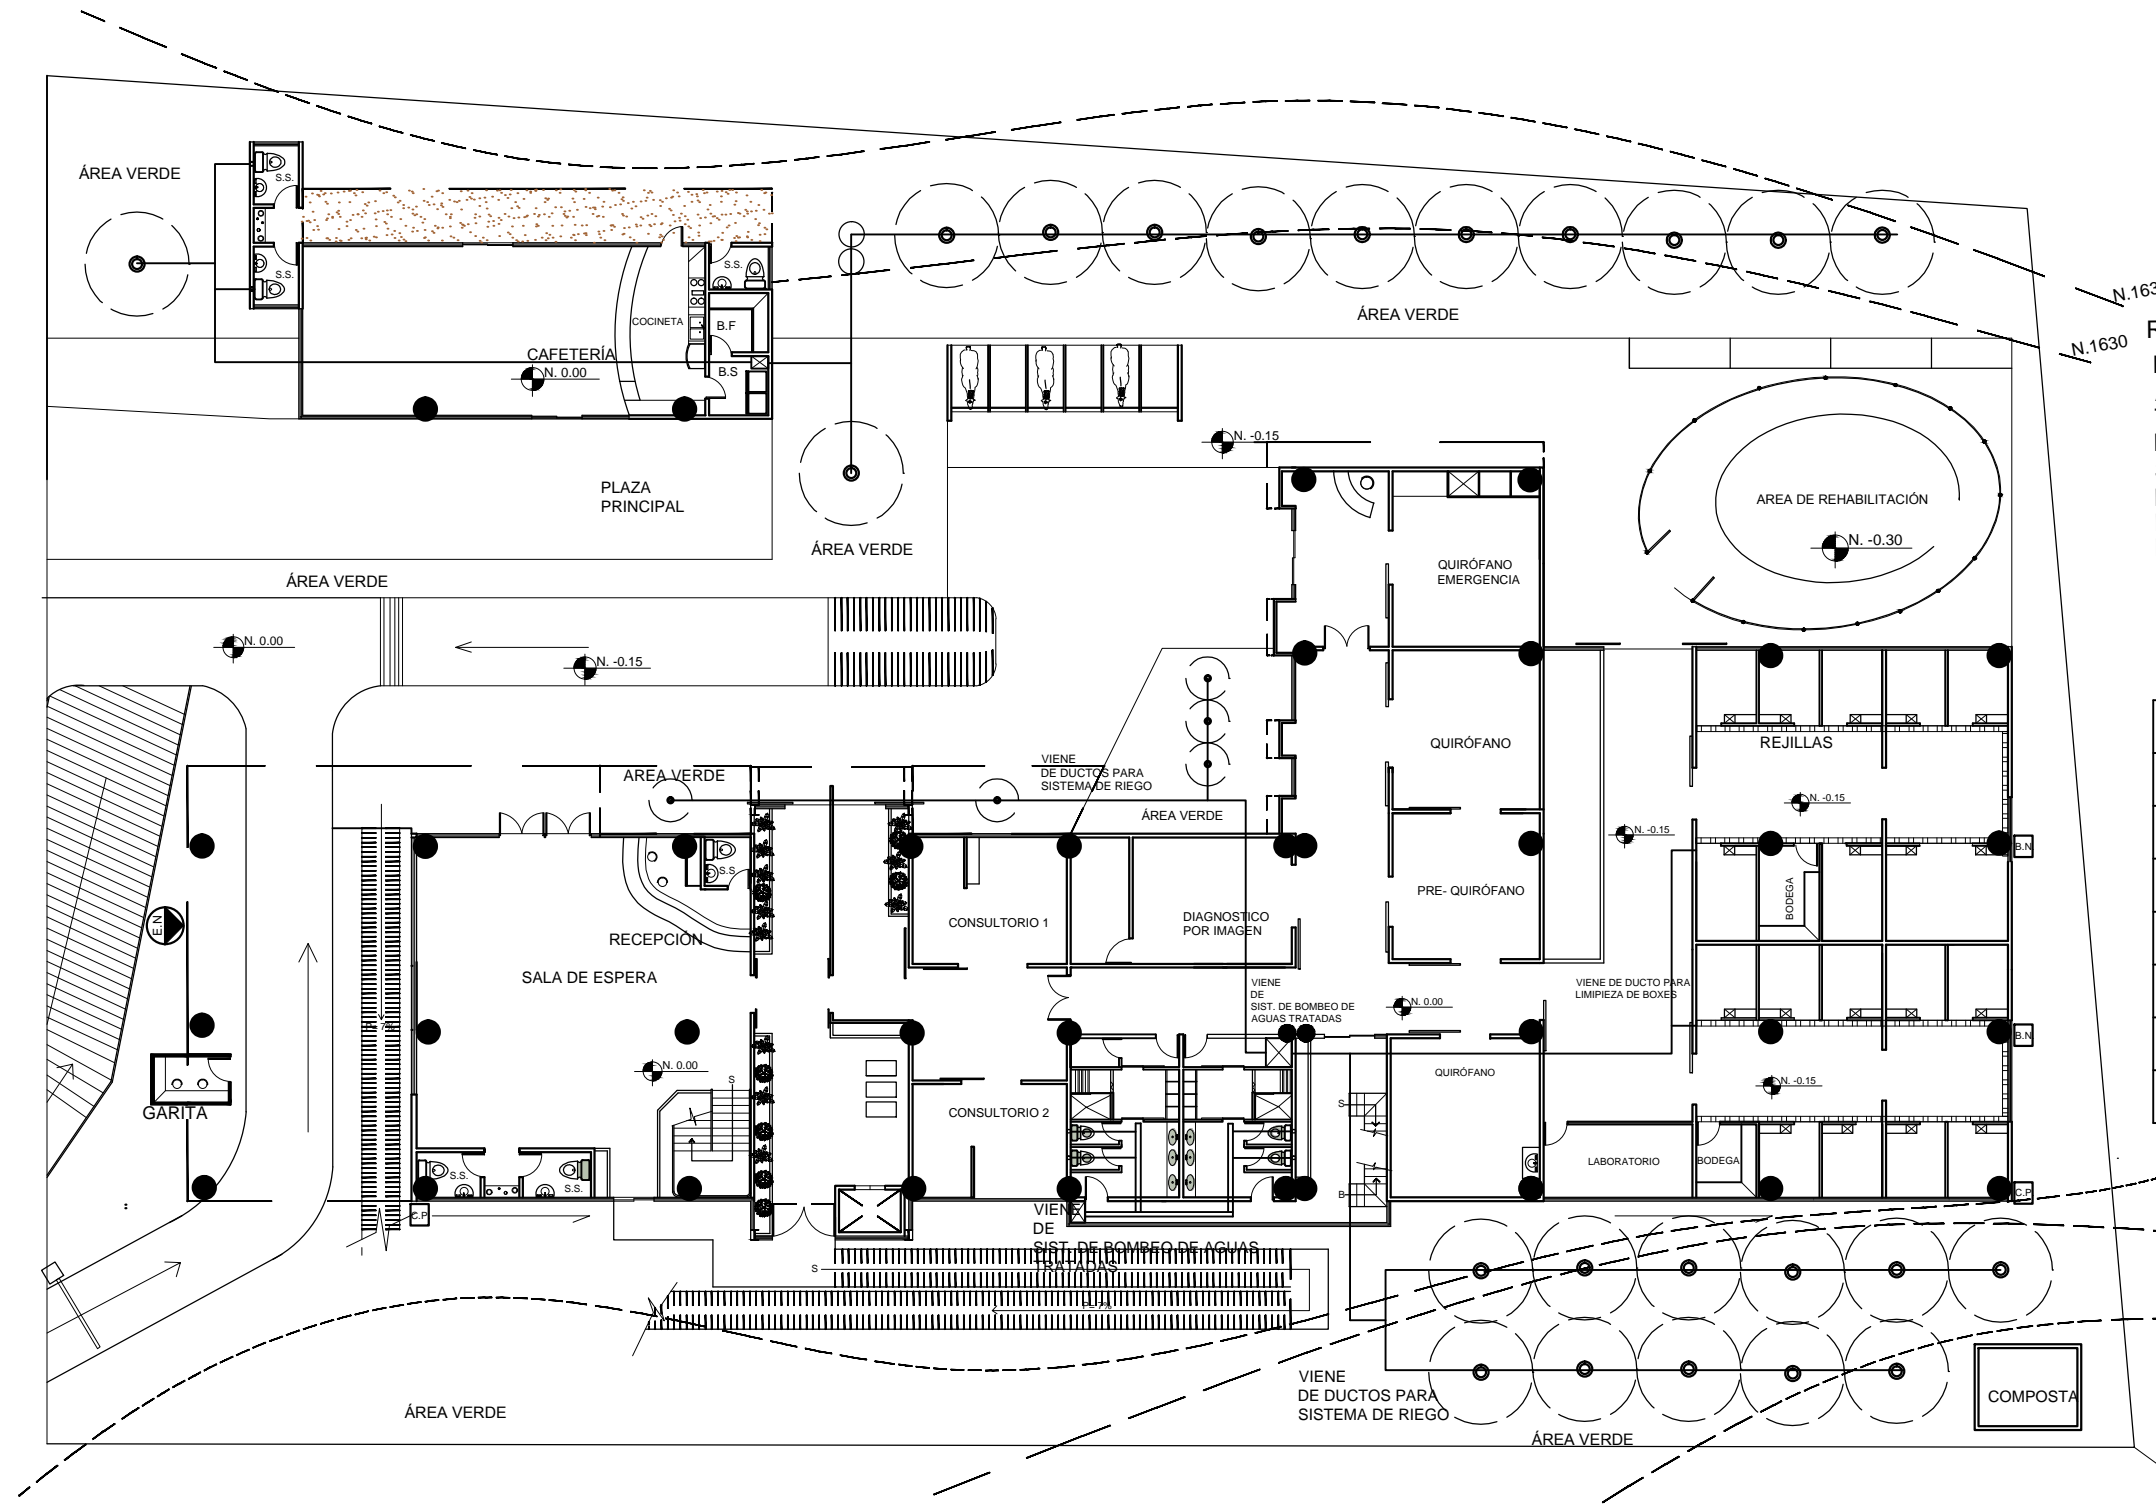 ÁREA VERDE
S.S.
S.S.
S.S.
COCINETA
B.F
CAFETERÍA
N. 0.00
B.S
ÁREA VERDE
N.163
N.1630
R
PLAZA
PRINCIPAL
ÁREA VERDE
N. -0.15
AREA DE REHABILITACIÓN
N. -0.30
QUIRÓFANO
EMERGENCIA
ÁREA VERDE
N. 0.00
N. -0.15
QUIRÓFANO
REJILLAS
AREA VERDE
VIENE
DE DUCTOS PARA
SISTEMA DE RIEGO
ÁREA VERDE
N. -0.15
N. -0.15
B.N
S.S
E.N
RECEPCIÓN
SALA DE ESPERA
CONSULTORIO 1
DIAGNOSTICO
POR IMAGEN
PRE- QUIRÓFANO
BODEGA
VIENE
DE
SIST. DE BOMBEO DE
AGUAS TRATADAS
N. 0.00
VIENE DE DUCTO PARA
LIMIPIEZA DE BOXES
P= 7%
B.N
N. 0.00
S
QUIRÓFANO
N. -0.15
GARITA
CONSULTORIO 2
S
LABORATORIO
BODEGA
S.S.
S.S.
B
C.P
C.P
VIENE
DE
SIST. DE BOMBEO DE AGUAS
TRATADAS
S
P= 7%
VIENE
DE DUCTOS PARA
SISTEMA DE RIEGO
COMPOSTA
ÁREA VERDE
ÁREA VERDE